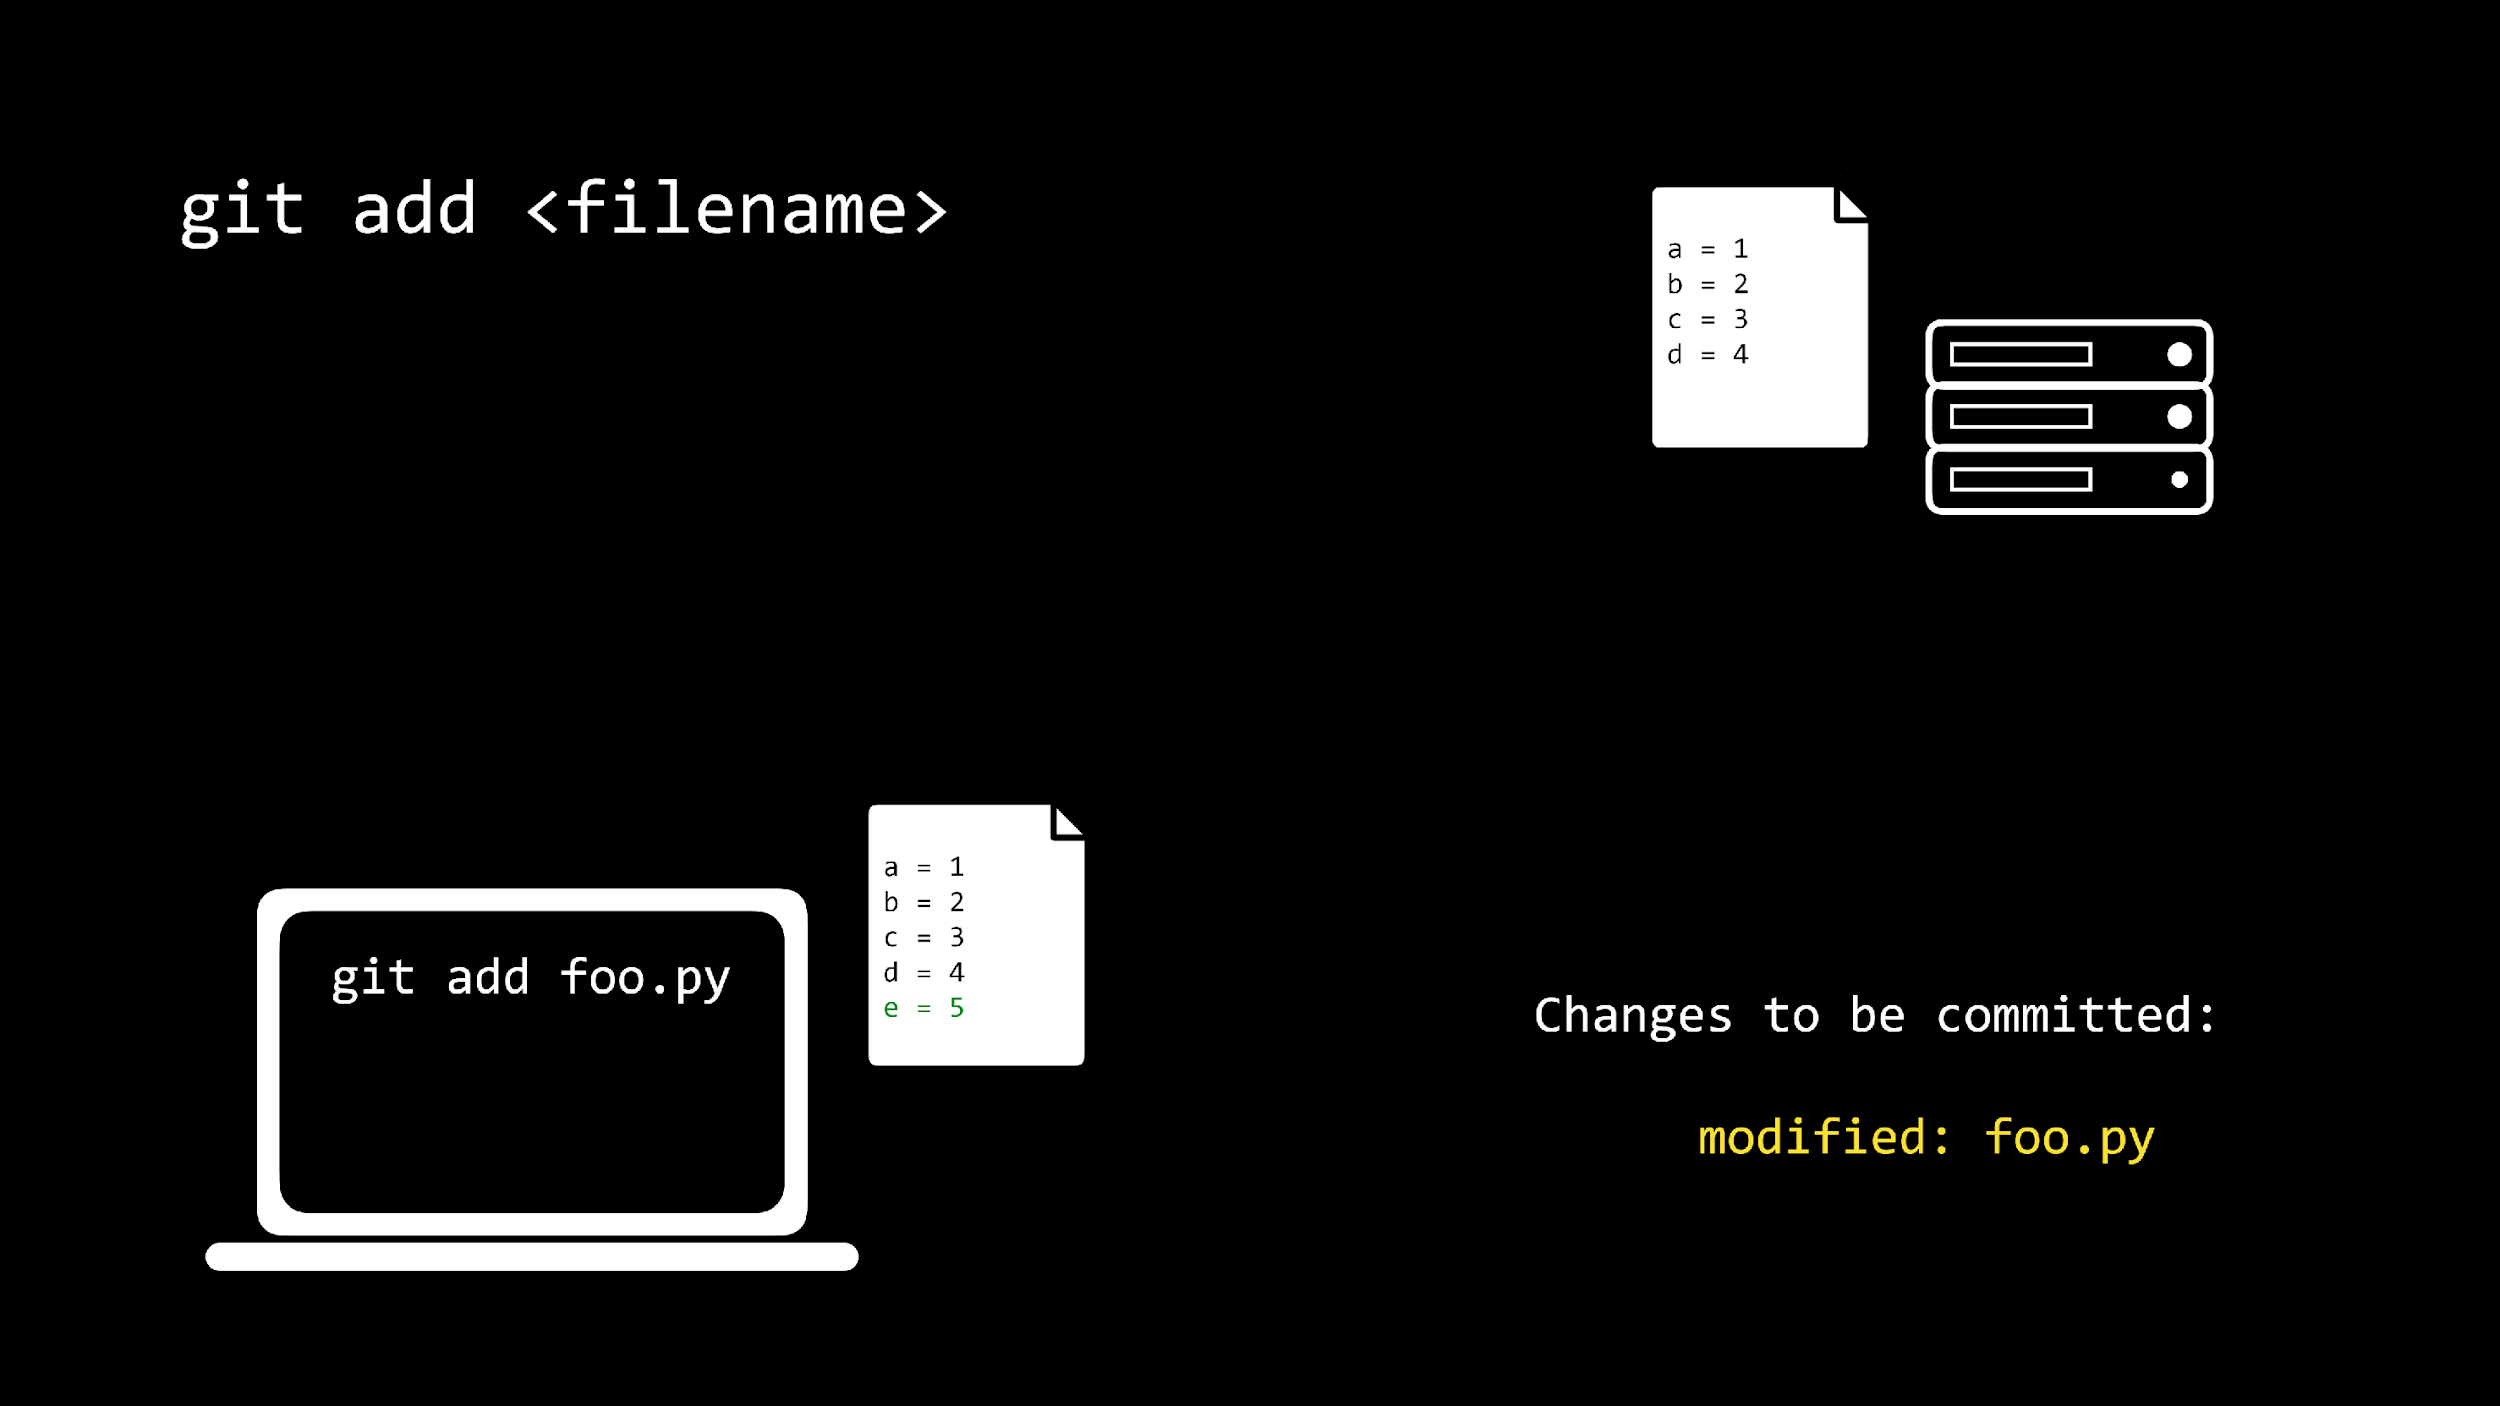 git add <filename>
a = 1
b = 2
c = 3
d = 4
git add foo.py
a = 1
b = 2
c = 3
d = 4
e = 5
Changes to be committed:
modified: foo.py